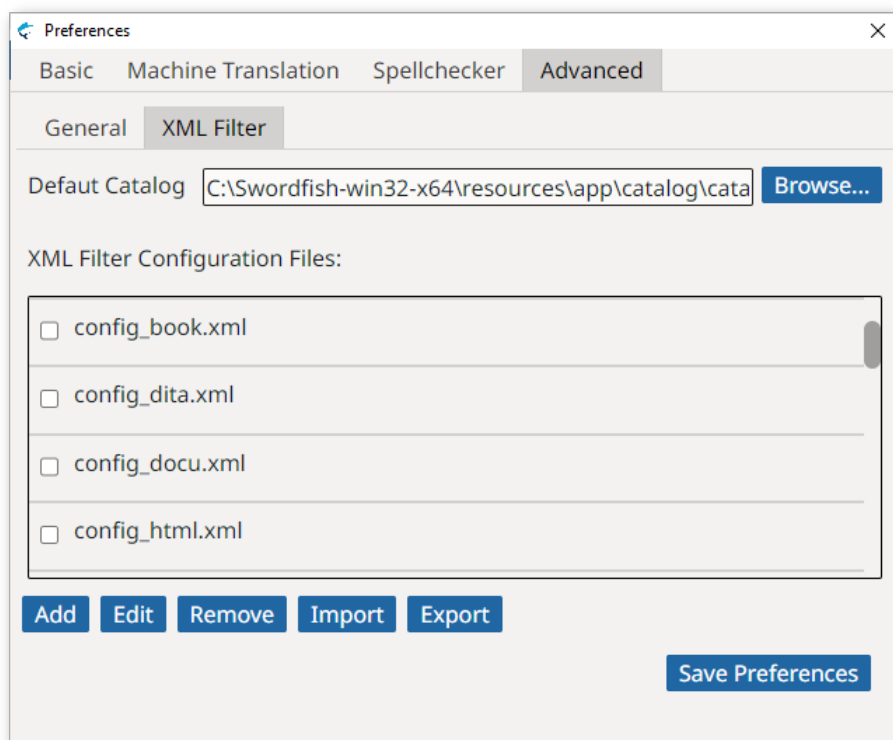 Preferences
Basic Machine Translation Spellchecker Advanced
General XML Filter
Defaut Catalog C:\Swordfish-win32-x64\resources\app\catalog\cata Browse...
XML Filter Configuration Files:
config_book.xml
config_dita.xml
config_docu.xml
config_html.xml
Add Edit Remove Import Export
Save Preferences